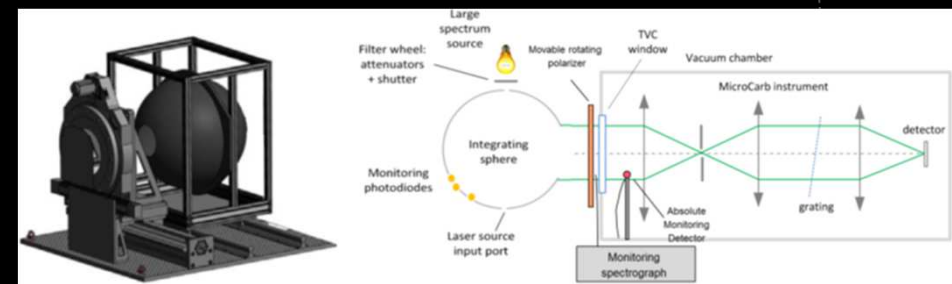 Large
spectrum
source
Filter wheel:
attenuators
+ shutter
Movable rotating
polarizer
TVC
window
Vacuum chamber
MicroCarb instrument
detector
Integrating
sphere
Monitoring
photodiodes
grating
Absolute
Monitoring
Detector
Laser source
input port
Monitoring
spectrograph